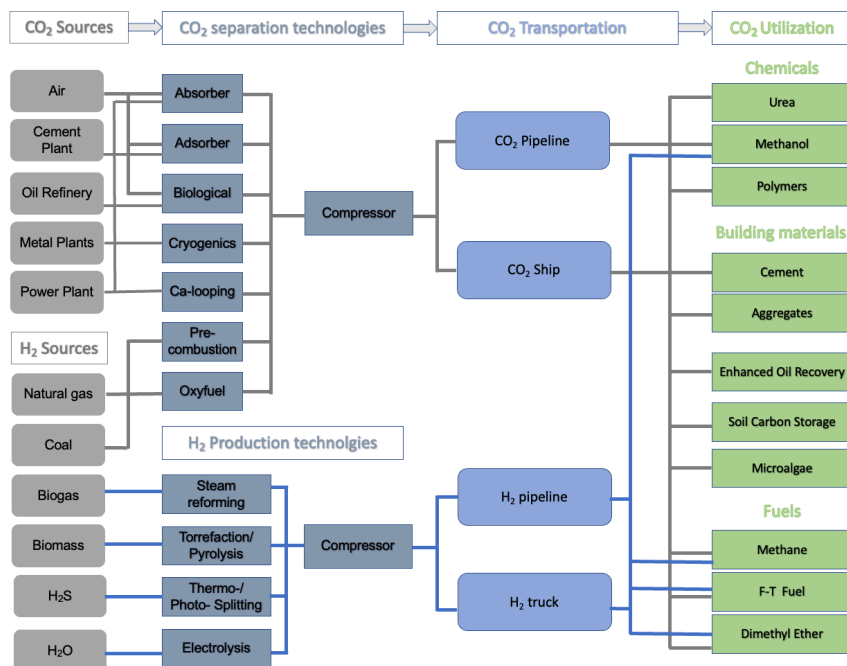 CO₂ Sources
CO₂ separation technologies
CO₂ Transportation
CO₂ Utilization
Air
Cement
Plant
Oil Refinery
Metal Plants
Power Plant
H₂ Sources
Natural gas
Coal
Biogas
Biomass
H₂S
H₂O
Absorber
Adsorber
Biological
Cryogenics
Ca-looping
Pre-
combustion
Oxyfuel
H₂ Production technolgies
Steam
reforming
Torrefaction/
Pyrolysis
Thermo-/
Photo- Splitting
Electrolysis
Compressor
Compressor
CO₂ Pipeline
CO₂ Ship
H₂ pipeline
H₂ truck
Chemicals
Urea
Methanol
Polymers
Building materials
Cement
Aggregates
Enhanced Oil Recovery
Soil Carbon Storage
Microalgae
Fuels
Methane
F-T Fuel
Dimethyl Ether